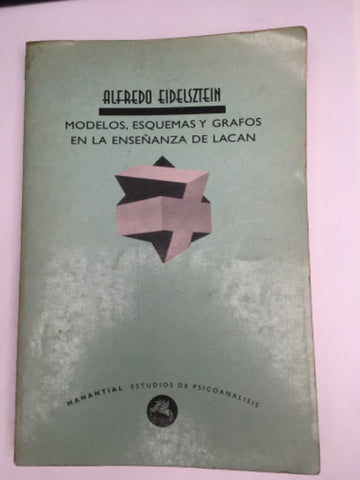 ALFREDO EIDELSZTEIN
MODELOS, ESQUEMAS Y GRAFOS
EN LA ENSEÑANZA DE LACAN
MANANTIAL ESTUDIOS DE PSICOANALISIS